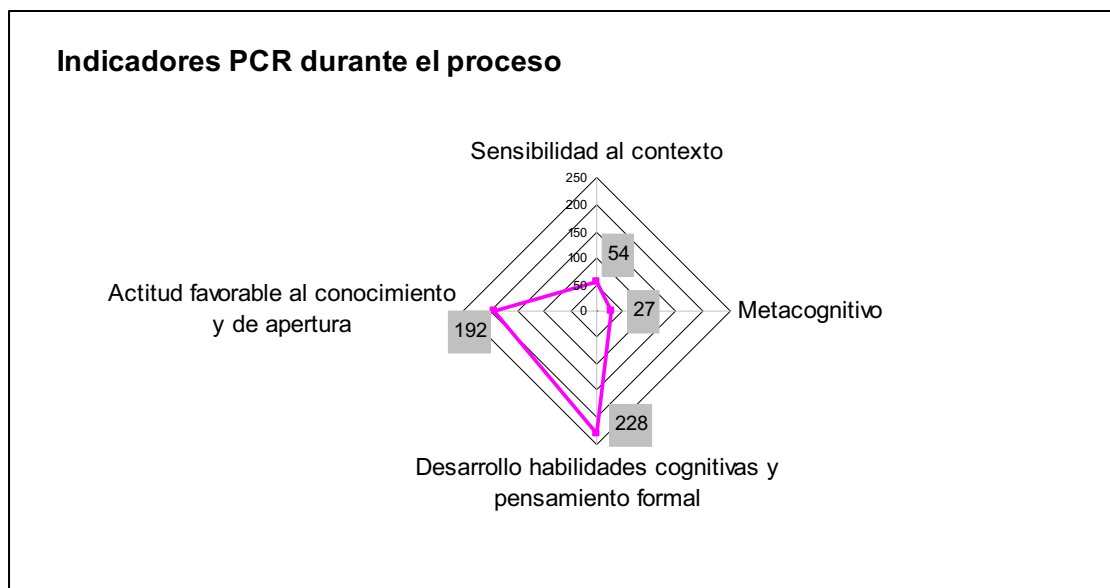 Indicadores PCR durante el proceso
Sensibilidad al contexto
250
200
150
100
50
0
54
27
Metacognitivo
Actitud favorable al conocimiento
y de apertura
192
228
Desarrollo habilidades cognitivas y
pensamiento formal